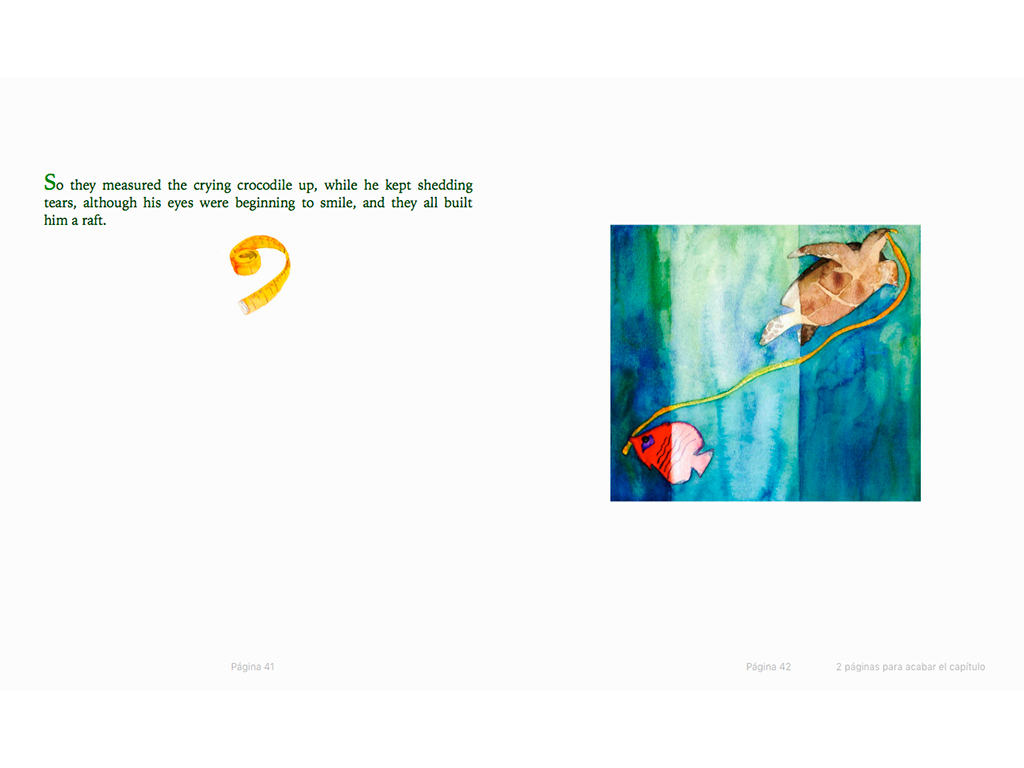 So they measured the crying crocodile up, while he kept shedding
tears, although his eyes were beginning to smile, and they all built
him a raft.
Página 41
Página 42
2 páginas para acabar el capítulo